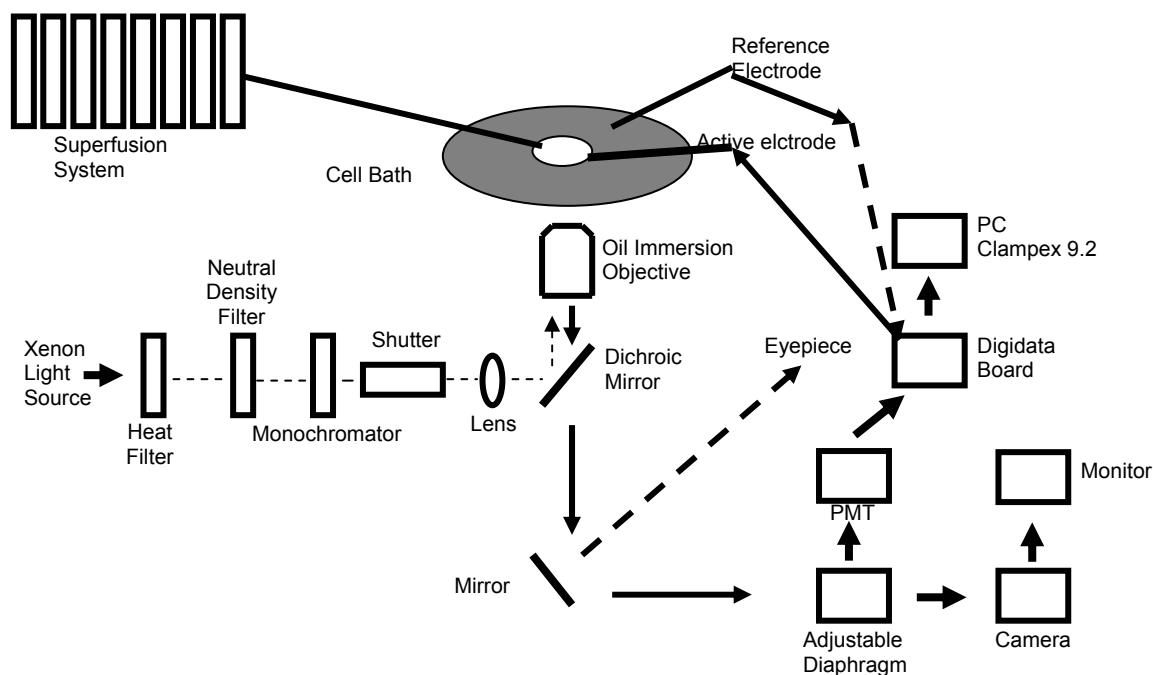 Reference
Electrode
Superfusion
System
Active elctrode
Cell Bath
PC
Clampex 9.2
Oil Immersion
Objective
Neutral
Density
Filter
Shutter
Xenon
Light
Source
Dichroic
Mirror
Eyepiece
Digidata
Board
Heat
Filter
Monochromator
Lens
PMT
Monitor
Mirror
Adjustable
Diaphragm
Camera